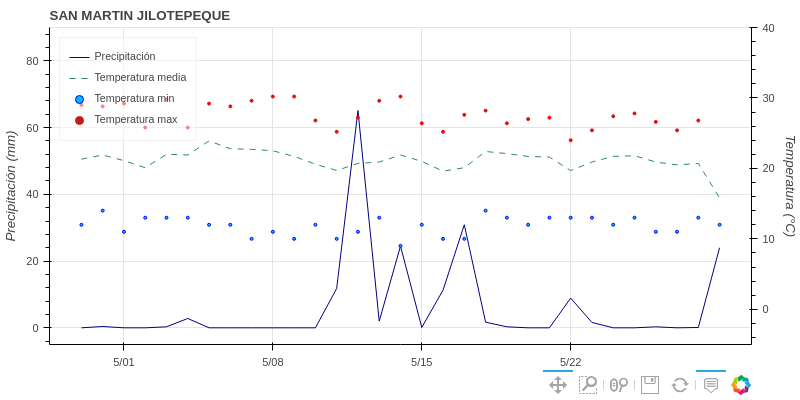 SAN MARTIN JILOTEPEQUE
Precipitación
Temperatura media
Temperatura min
Temperatura max
80
60
40
20
0
Precipitación (mm)
40
30
20
10
0
Temperatura (°C)
5/01
5/08
5/15
5/22